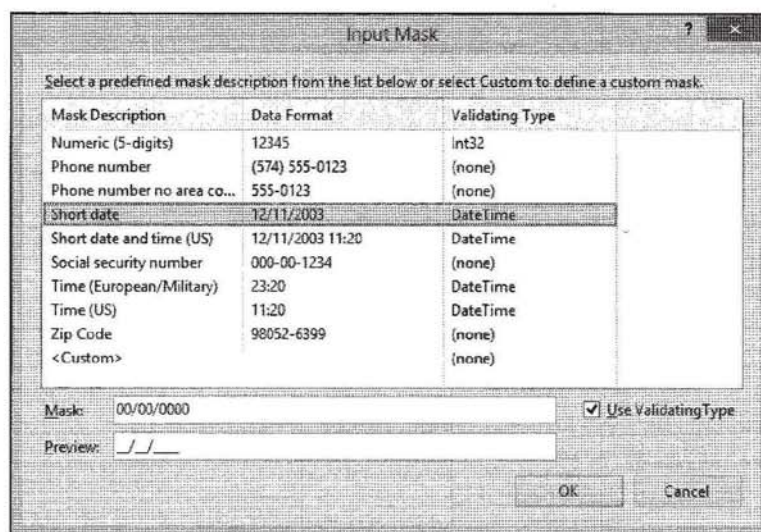 Input Mask ?
Select a predefined mask description from the list below or select Custom to define a custom mask.
Mask Description Data Format Validating Type
Numeric (5-digits) 12345 Int32
Phone number (574) 555-0123 (none)
Phone number no area co... 555-0123 (none)
Short date 12/11/2003 DateTime
Short date and time (US) 12/11/2003 11:20 DateTime
Social security number 000-00-1234 (none)
Time (European/Military) 23:20 DateTime
Time (US) 11:20 DateTime
Zip Code 98052-6399 (none)
<Custom> (none)
Mask: 00/00/0000 Use ValidatingType
Preview: __/__/____
OK Cancel